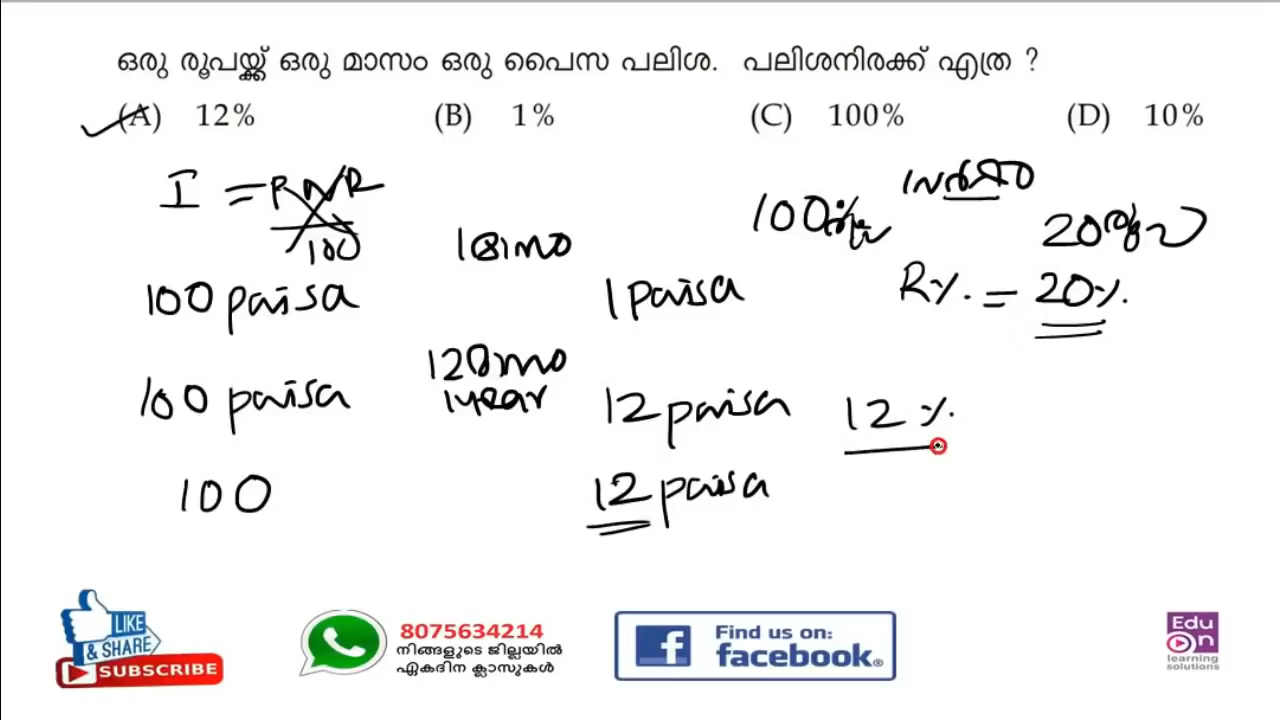 ഒരു രൂപയ്ക്ക് ഒരു മാസം ഒരു പൈസ പലിശ. പലിശനിരക്ക് എത്ര ?
(A) 12% (B) 1% (C) 100% (D) 10%
I = PNR
100
1 വർഷം
100 രൂപ
20 രൂപ
1 മാസം
100 paisa 1 paisa R% = 20%
12 മാസം
100 paisa 1 year 12 paisa 12%
100 12 paisa
LIKE
& SHARE
SUBSCRIBE
8075634214
നിങ്ങളുടെ ജില്ലയിൽ
ഏകദിന ക്ലാസുകൾ
Find us on:
facebook®
Edu
On
learning
solutions